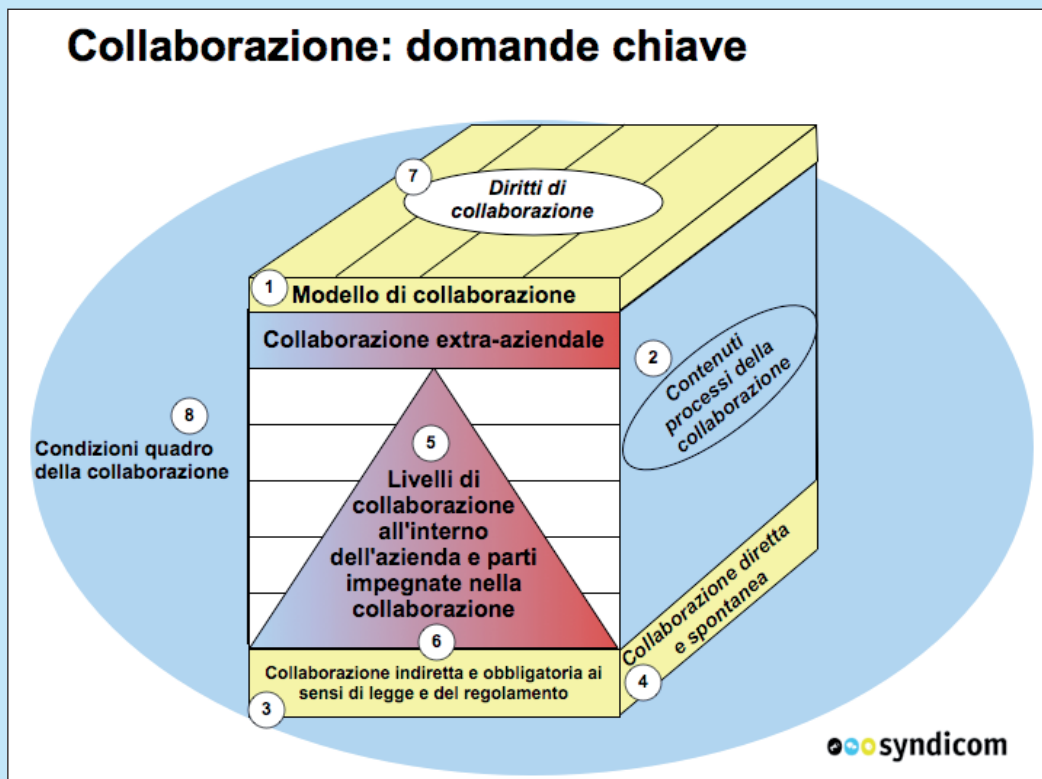 Collaborazione: domande chiave
7
Diritti di
collaborazione
1
Modello di collaborazione
Collaborazione extra-aziendale
2
Contenuti
processi della
collaborazione
8
Condizioni quadro
della collaborazione
5
Livelli di
collaborazione
all'interno
dell'azienda e parti
impegnate nella
collaborazione
6
Collaborazione indiretta e obbligatoria ai
sensi di legge e del regolamento
3
Collaborazione diretta
e spontanea
4
syndicom